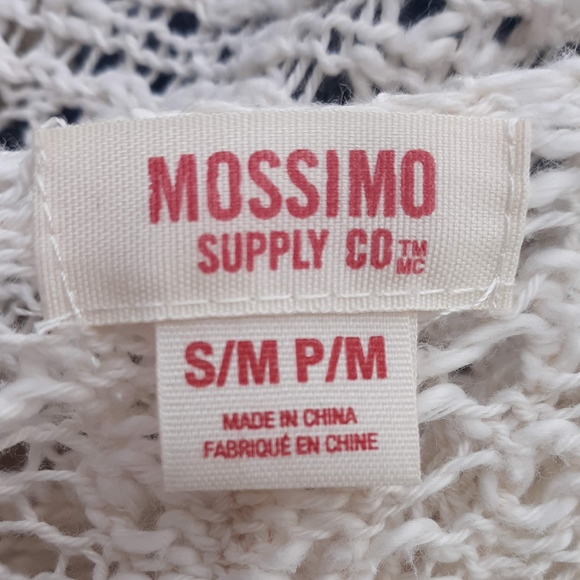 MOSSIMO
SUPPLY CO TM
MC
S/M P/M
MADE IN CHINA
FABRIQUÉ EN CHINE